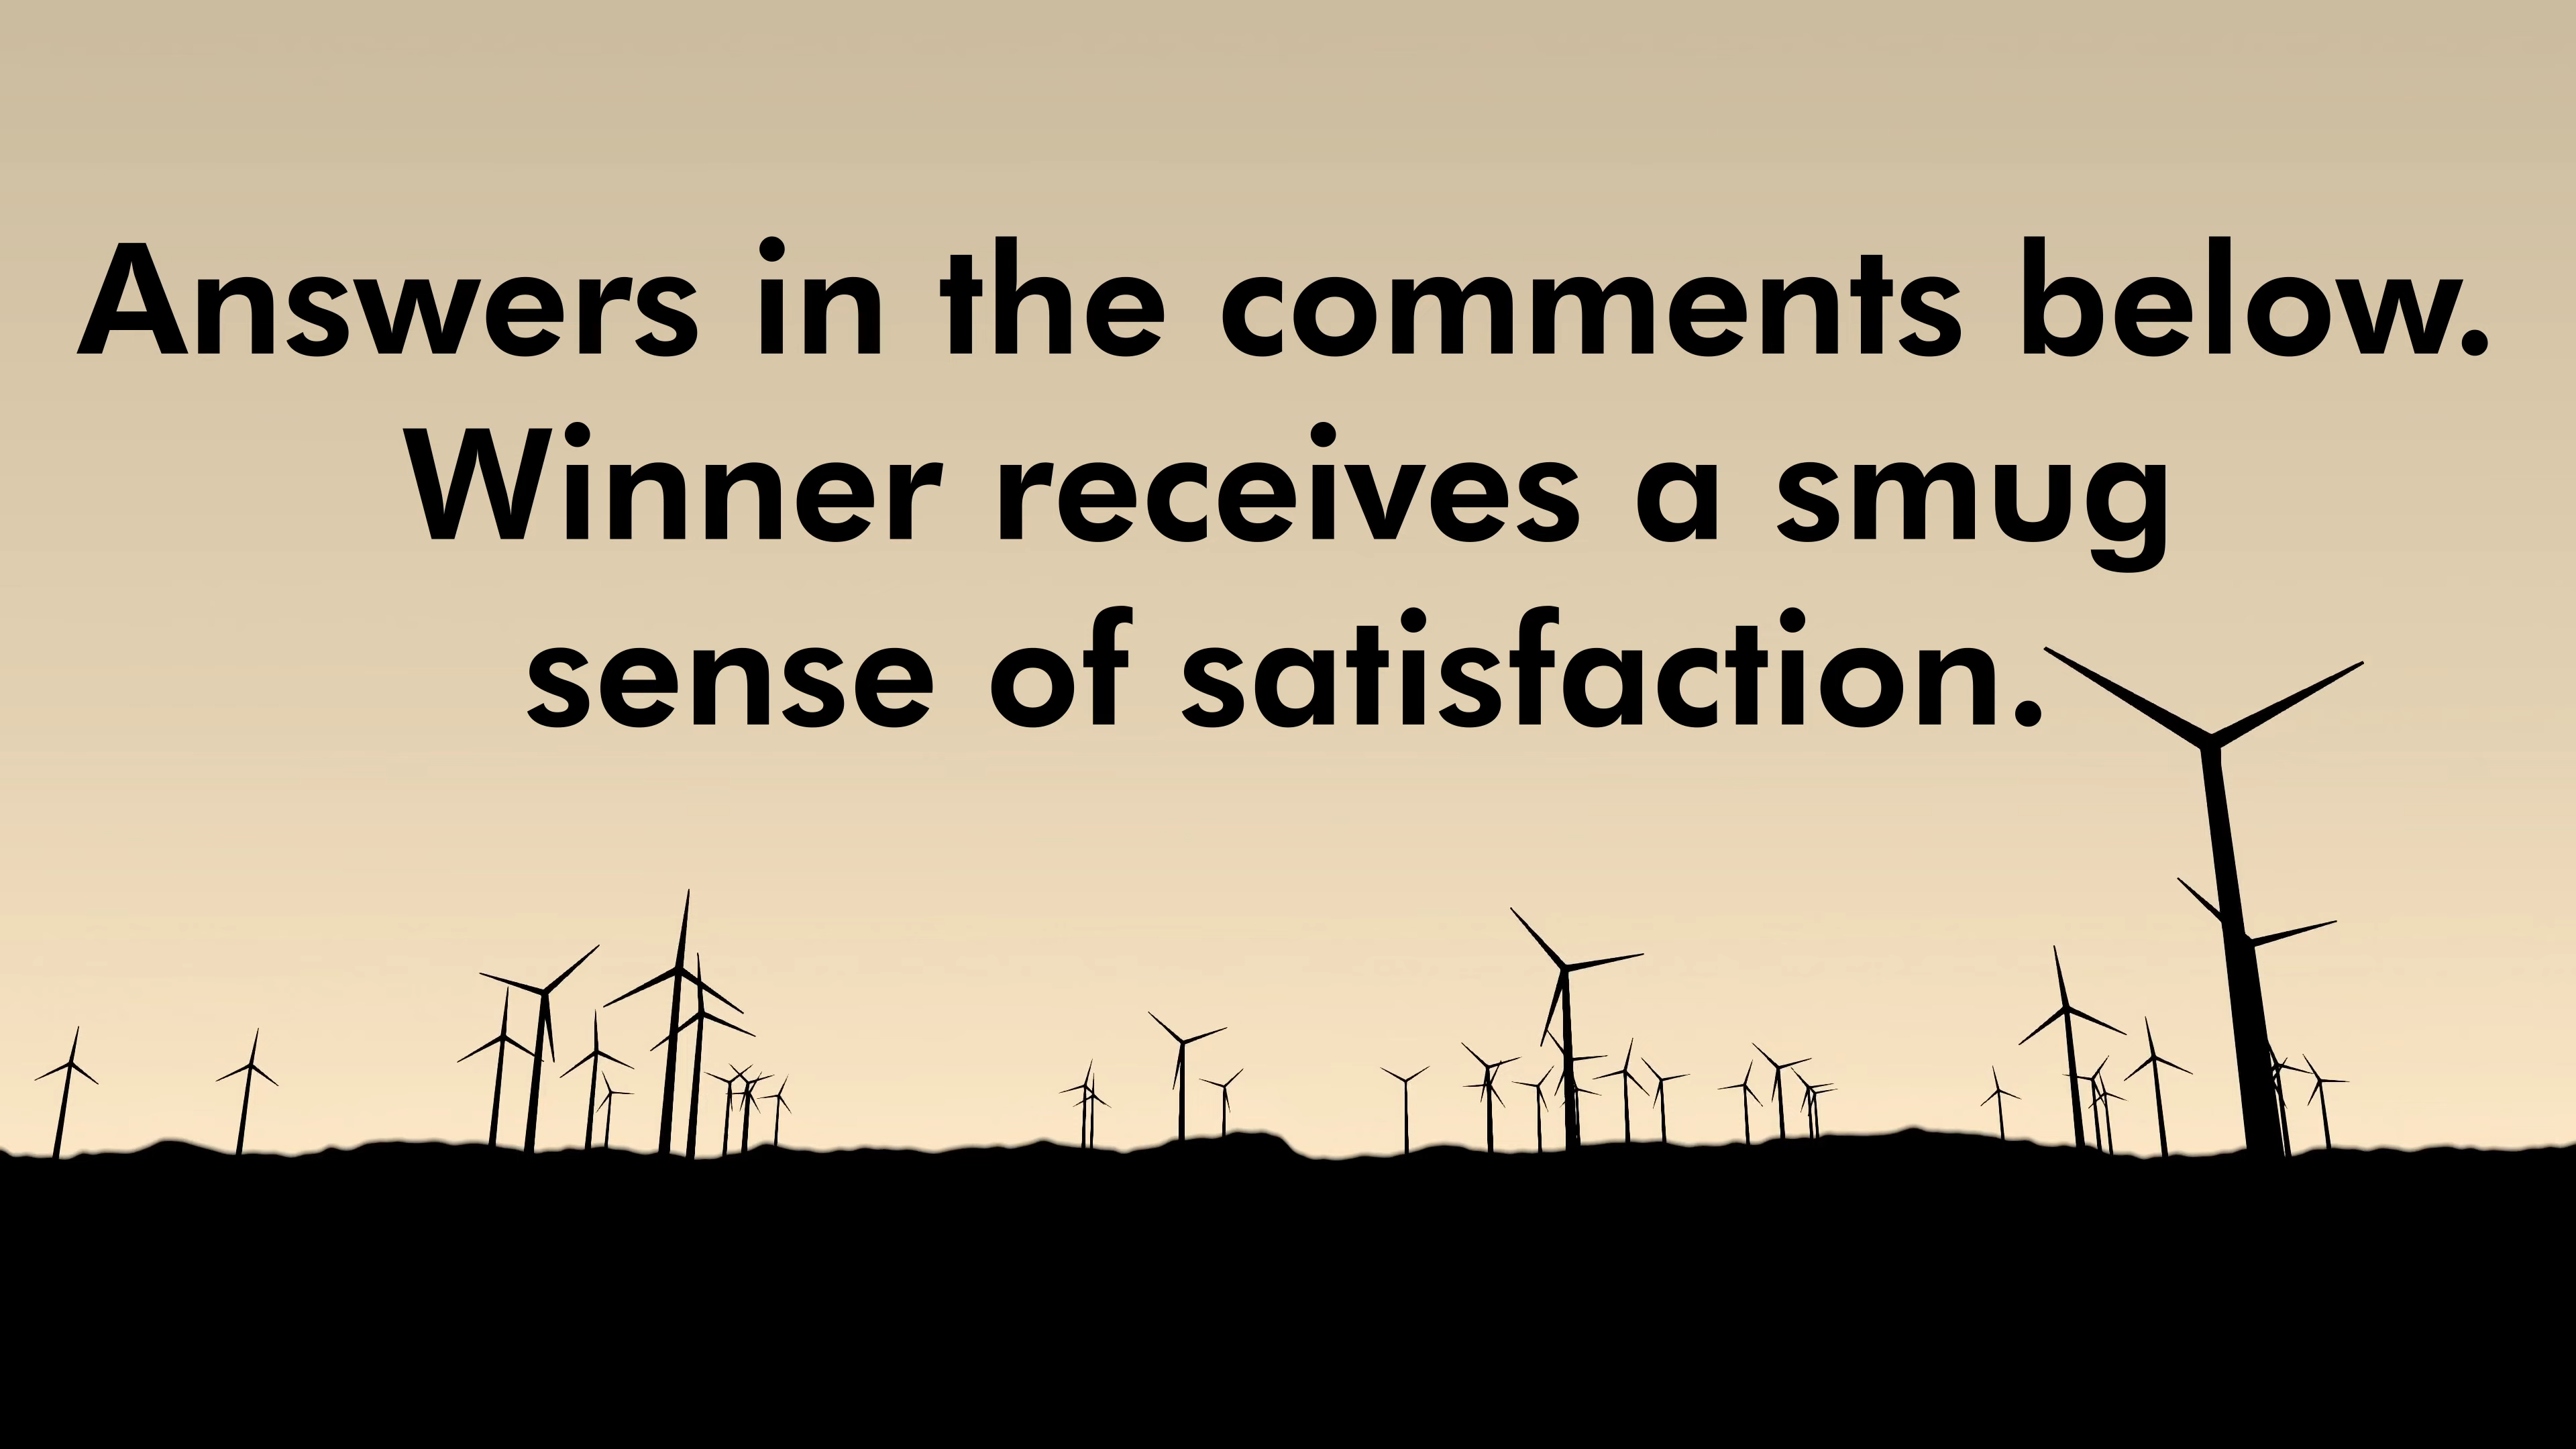 Answers in the comments below.
Winner receives a smug
sense of satisfaction.